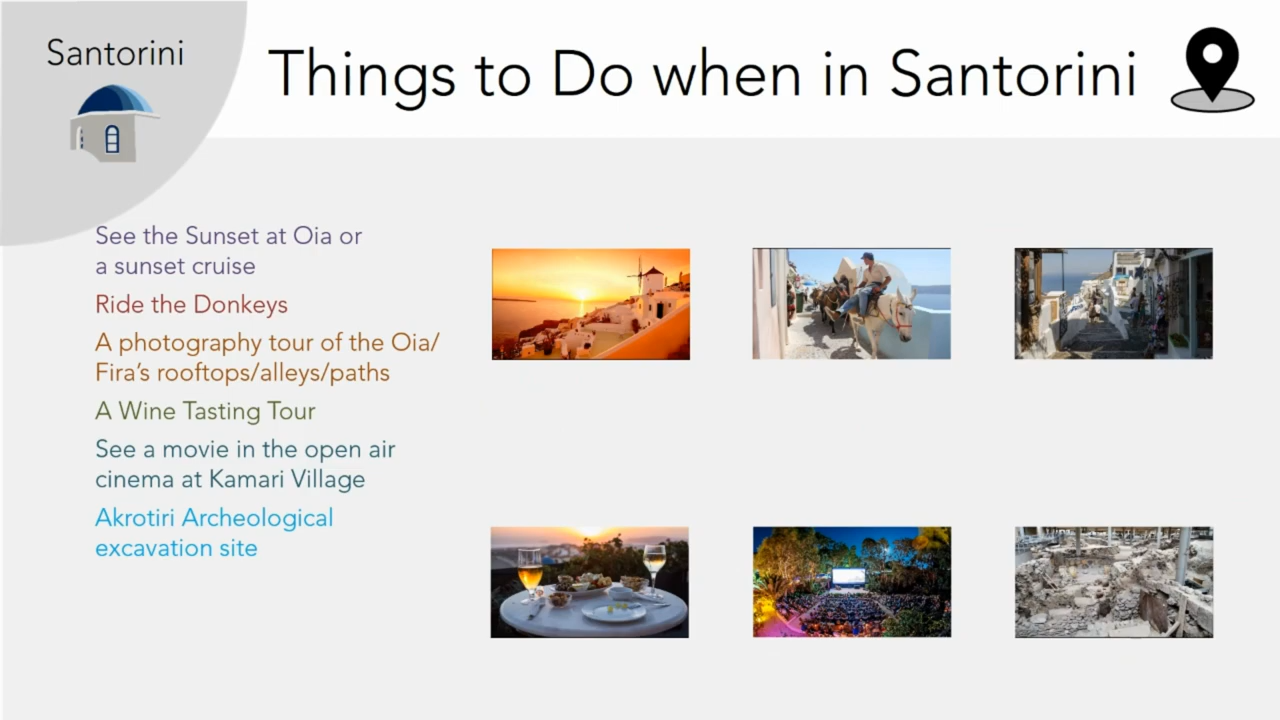 Santorini
Things to Do when in Santorini
See the Sunset at Oia or
a sunset cruise
Ride the Donkeys
A photography tour of the Oia/
Fira's rooftops/alleys/paths
A Wine Tasting Tour
See a movie in the open air
cinema at Kamari Village
Akrotiri Archeological
excavation site